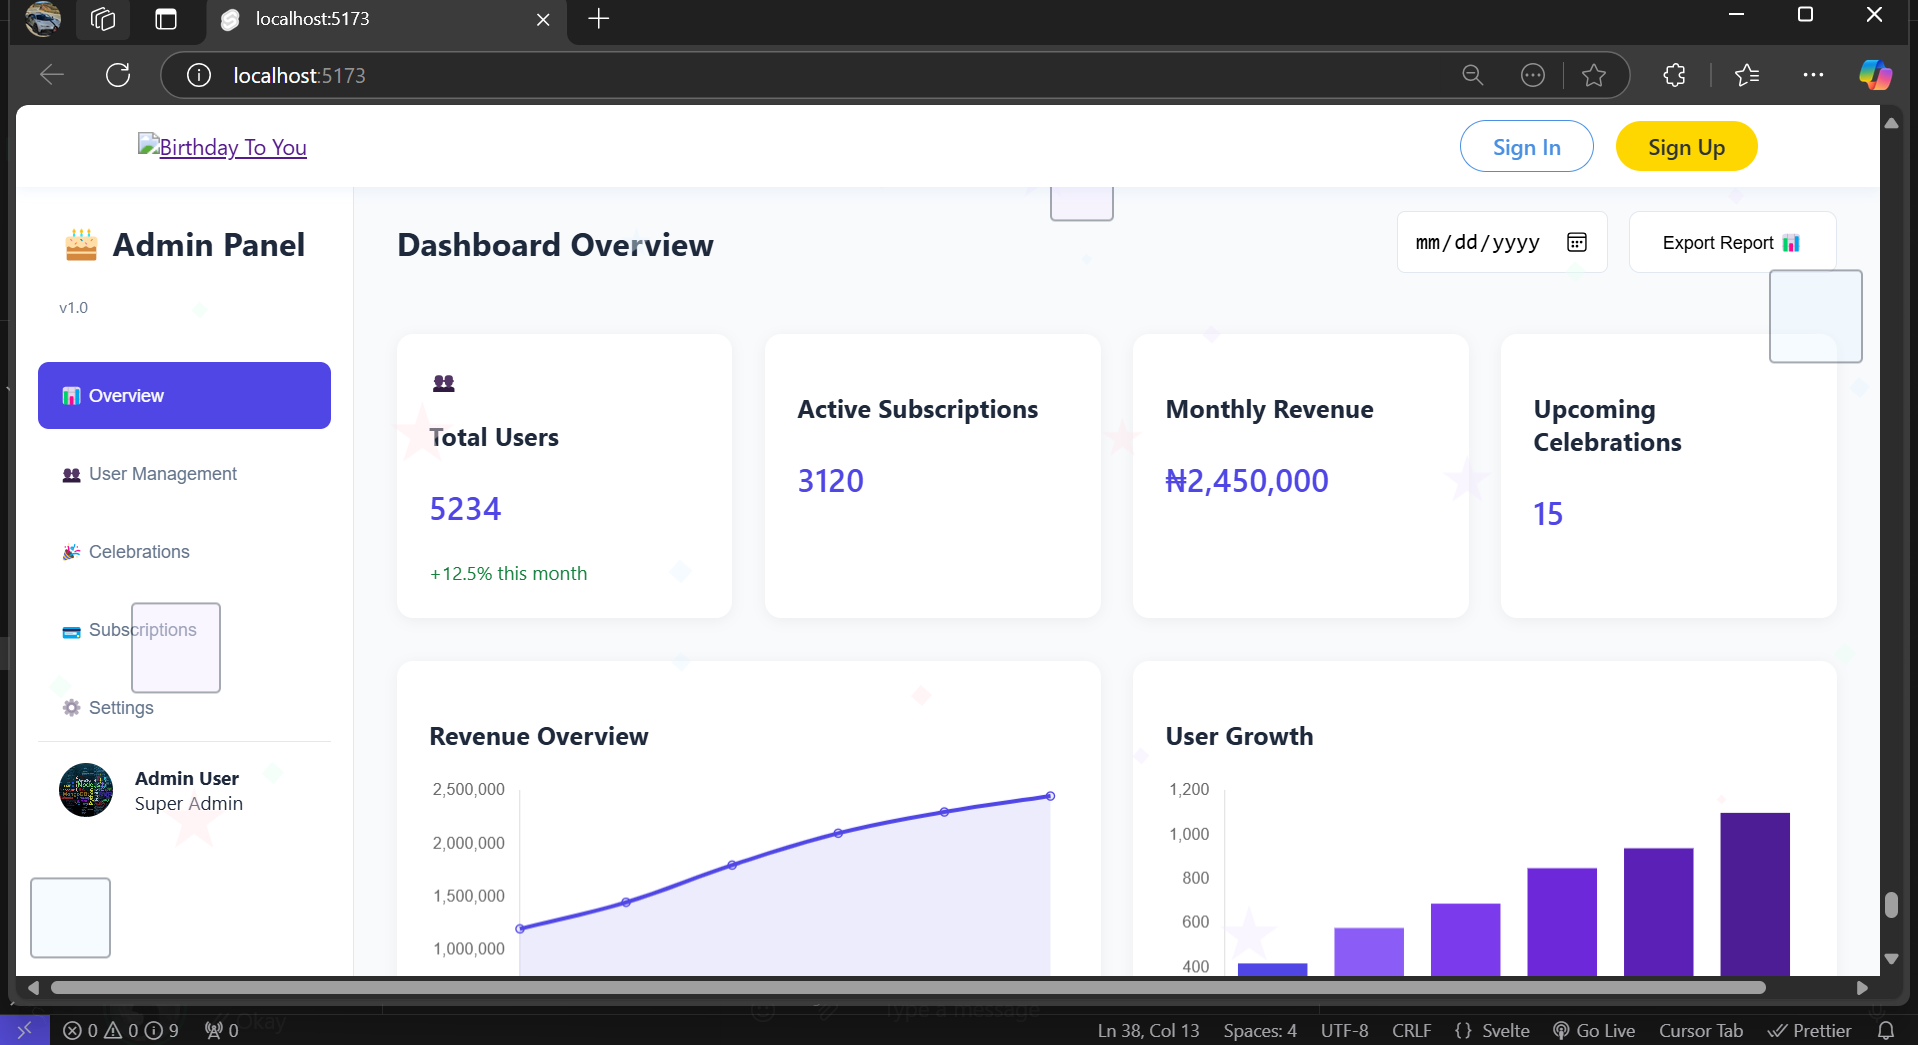 localhost:5173
localhost:5173
Birthday To You
Sign In
Sign Up
Admin Panel
v1.0
Overview
User Management
Celebrations
Subscriptions
Settings
Admin User
Super Admin
Dashboard Overview
mm/dd/yyyy
Export Report
Total Users
5234
+12.5% this month
Active Subscriptions
3120
Monthly Revenue
₦2,450,000
Upcoming
Celebrations
15
Revenue Overview
2,500,000
2,000,000
1,500,000
1,000,000
User Growth
1,200
1,000
800
600
400
Okay
Type a message
0 0 9 0
Ln 38, Col 13 Spaces: 4 UTF-8 CRLF {} Svelte Go Live Cursor Tab Prettier